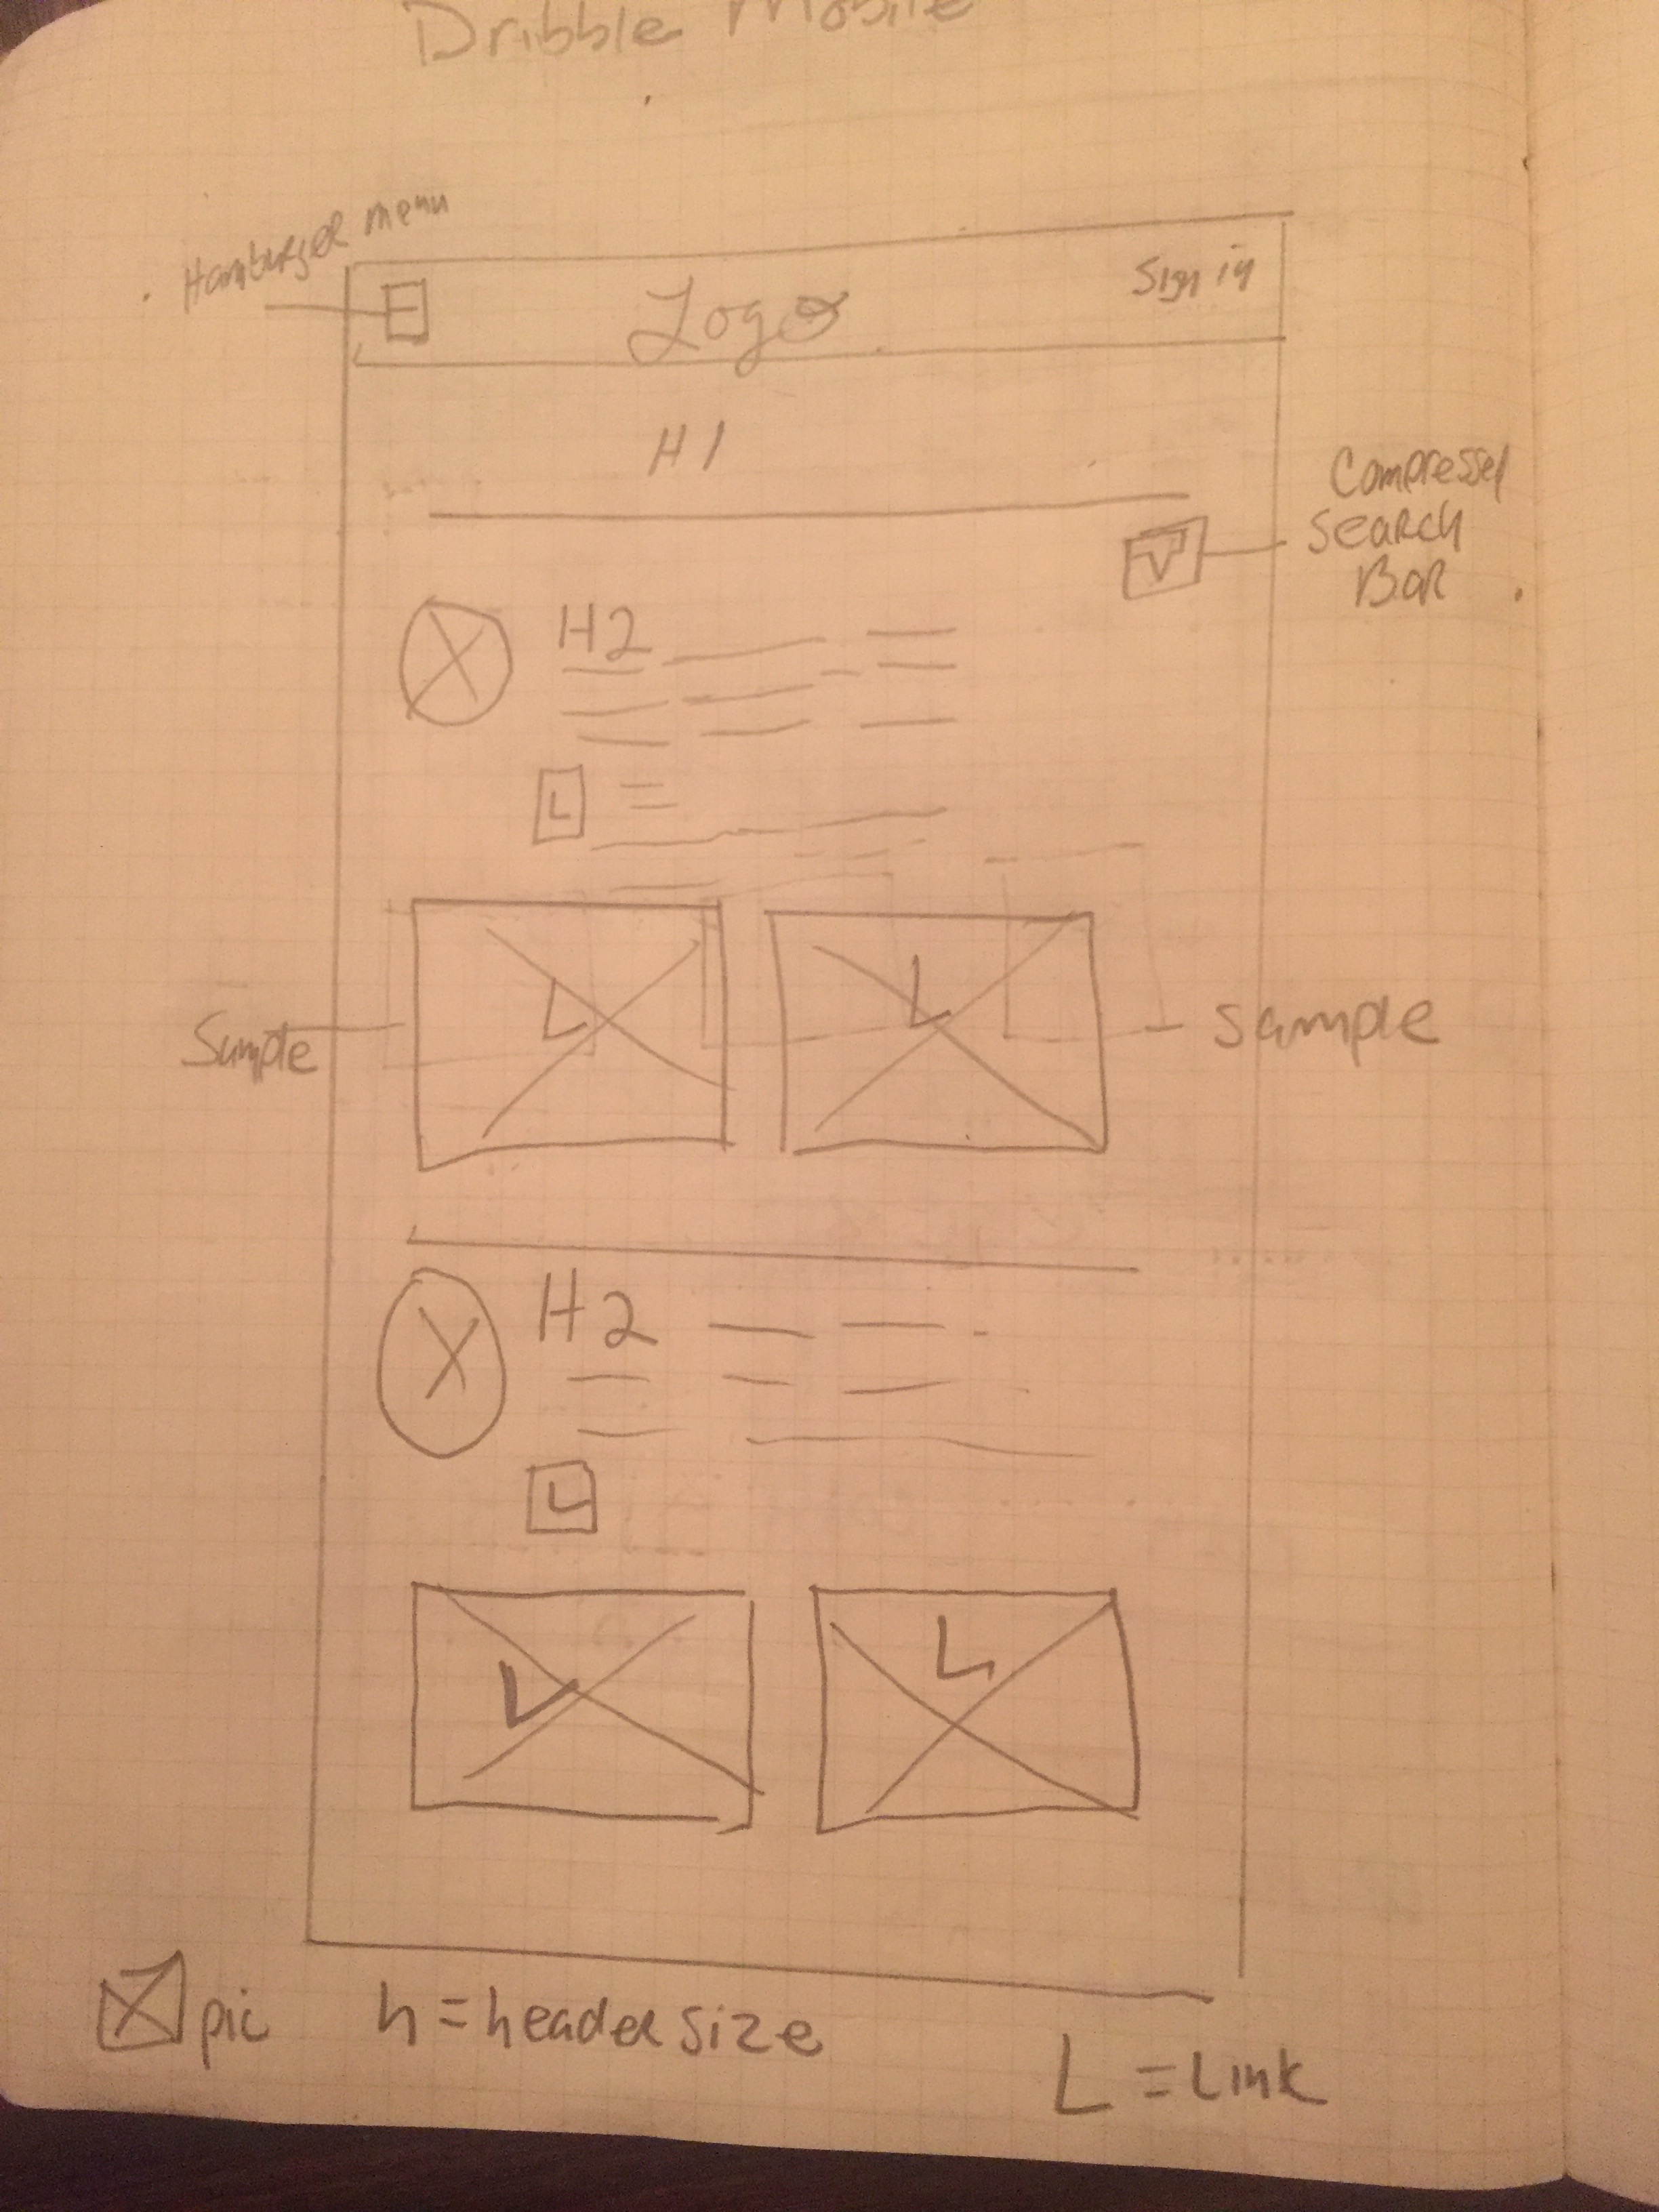 Dribble Mobile
Hamburger menu
Logo
Sign in
H1
Compressed
Search
Bar
V
H2
L
L
L
Sample
Sample
H2
L
L
L
pic
h = header size
L = Link